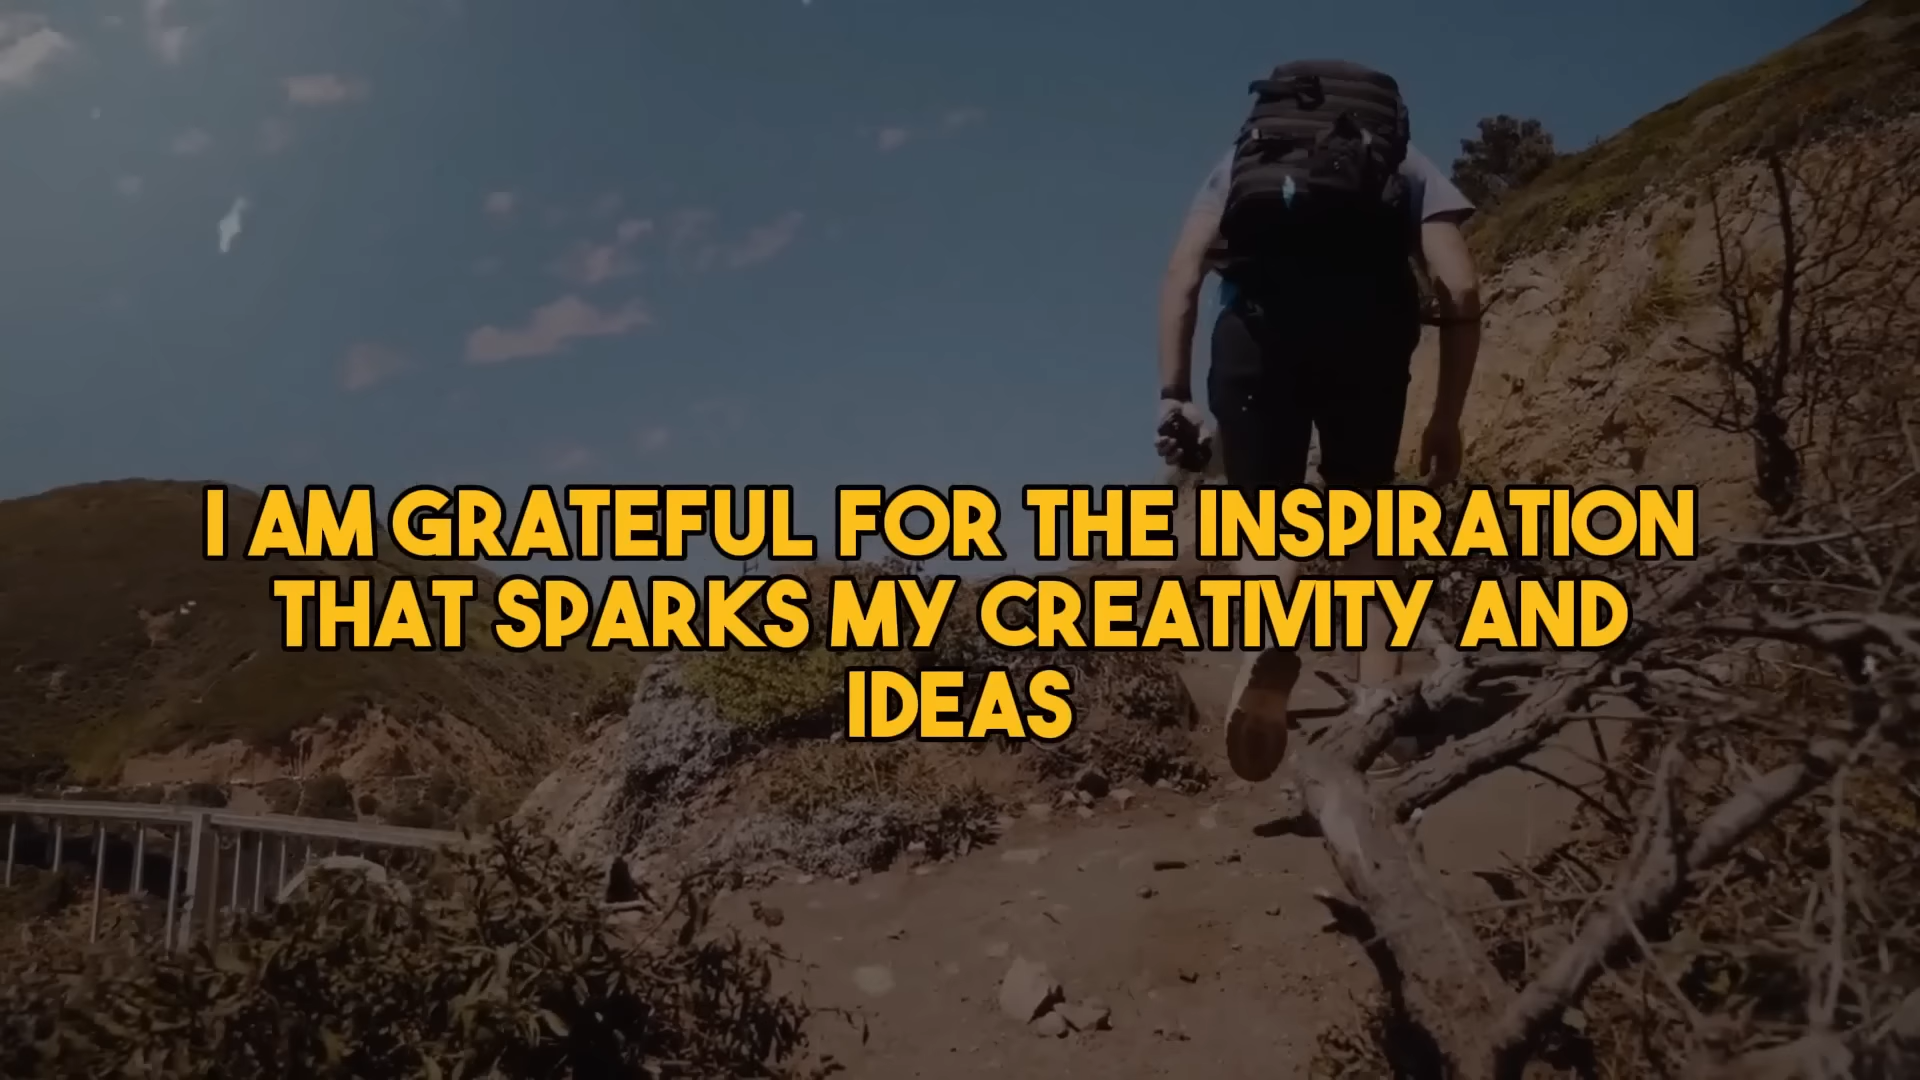 I AM GRATEFUL FOR THE INSPIRATION
THAT SPARKS MY CREATIVITY AND
IDEAS